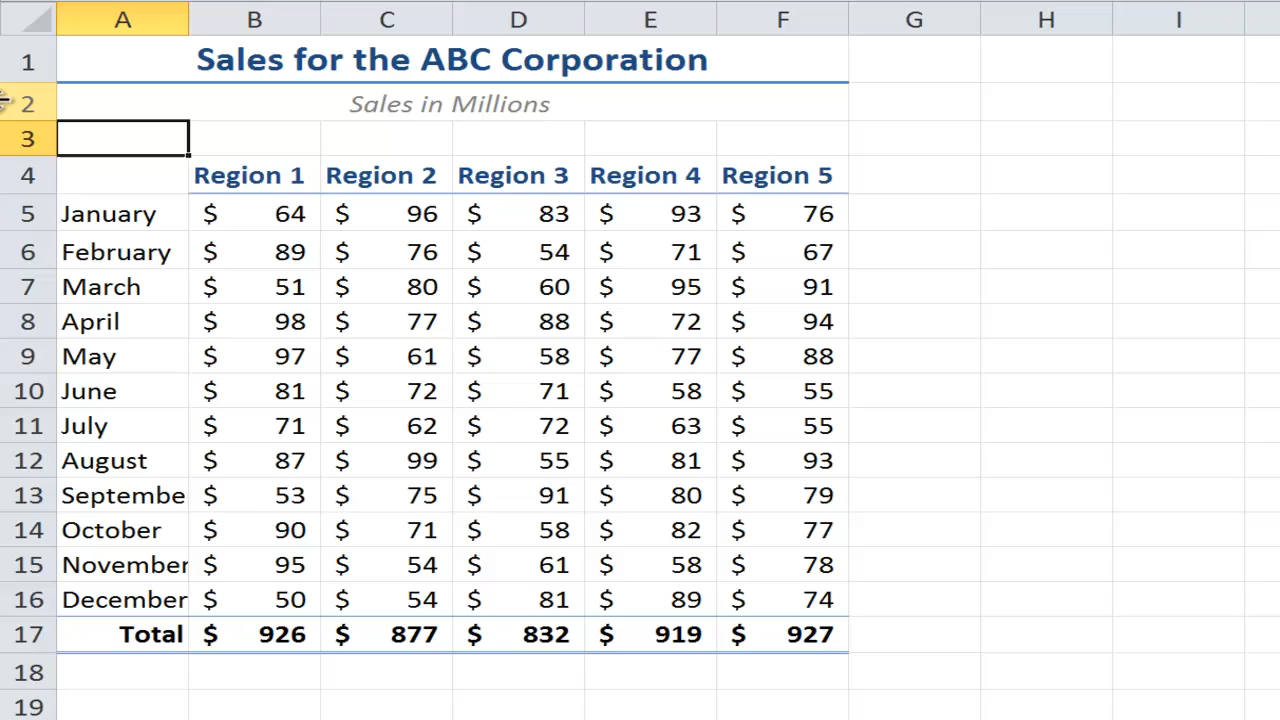 A B C D E F G H I
1 Sales for the ABC Corporation
2 Sales in Millions
3
4 Region 1 Region 2 Region 3 Region 4 Region 5
5 January $ 64 $ 96 $ 83 $ 93 $ 76
6 February $ 89 $ 76 $ 54 $ 71 $ 67
7 March $ 51 $ 80 $ 60 $ 95 $ 91
8 April $ 98 $ 77 $ 88 $ 72 $ 94
9 May $ 97 $ 61 $ 58 $ 77 $ 88
10 June $ 81 $ 72 $ 71 $ 58 $ 55
11 July $ 71 $ 62 $ 72 $ 63 $ 55
12 August $ 87 $ 99 $ 55 $ 81 $ 93
13 Septembe $ 53 $ 75 $ 91 $ 80 $ 79
14 October $ 90 $ 71 $ 58 $ 82 $ 77
15 November $ 95 $ 54 $ 61 $ 58 $ 78
16 December $ 50 $ 54 $ 81 $ 89 $ 74
17 Total $ 926 $ 877 $ 832 $ 919 $ 927
18
19